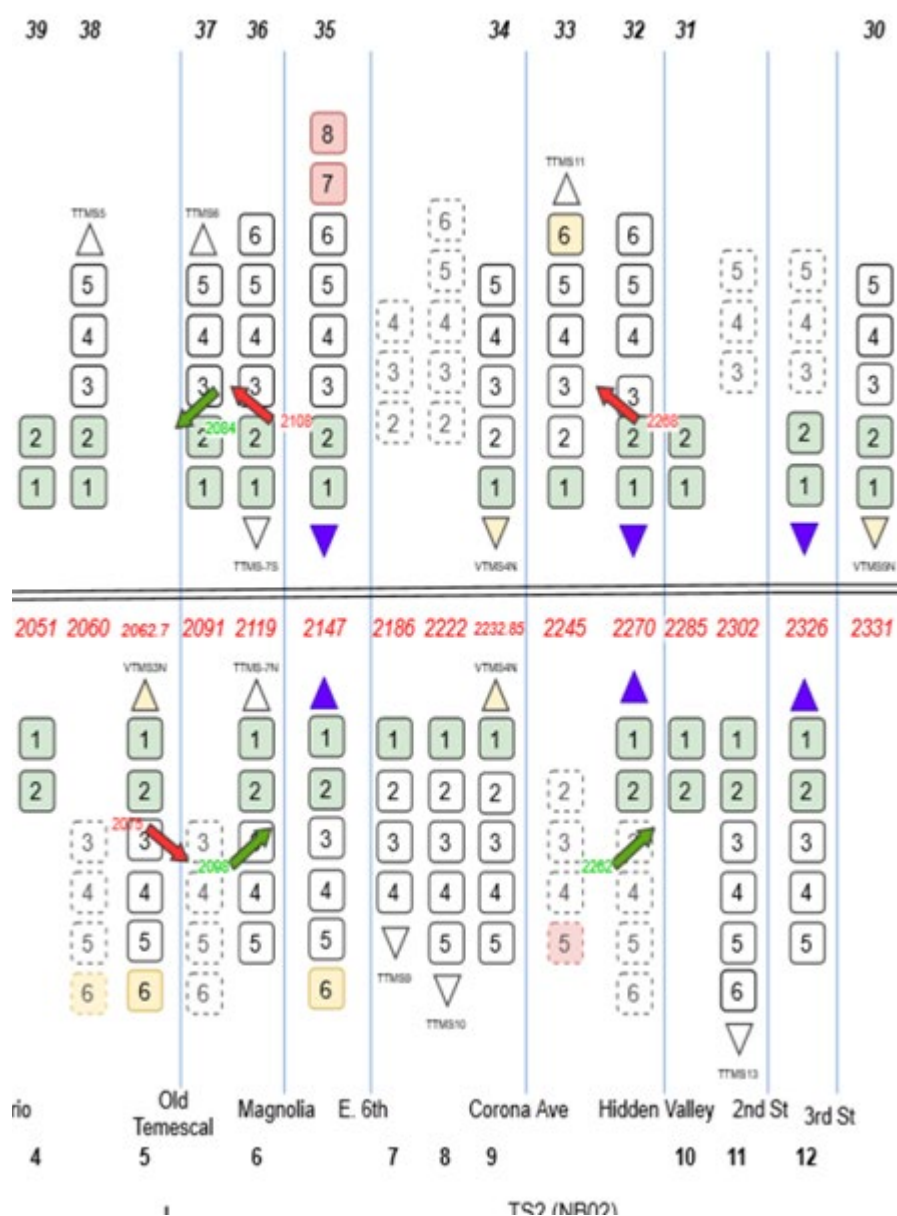 39 38 37 36 35 34 33 32 31 30
8
TTMS11
7
TTMS5 TTMS6
6 6 6 6 6
5 5 5 5 5 5 5 5 5 5 5
4 4 4 4 4 4 4 4 4 4 4 4
3 3 3 3 3 3 3 3 3 3 3 3
2084 2108 2268
2 2 2 2 2 2 2 2 2 2 2 2 2
1 1 1 1 1 1 1 1 1 1 1
TTMS-7S VTMS4N VTMS5N
2051 2060 2062.7 2091 2119 2147 2186 2222 2232.85 2245 2270 2285 2302 2326 2331
VTMS3N TTMS-7N VTMS4N
1 1 1 1 1 1 1 1 1 1 1
2 2 2 2 2 2 2 2 2 2 2 2
2075
3 3 3 3 3 3 3 3 3 3 3
2098 2262
4 4 4 4 4 4 4 4 4 4 4 4
5 5 5 5 5 5 5 5 5 5 5
TTMS9
6 6 6 6 6 6
TTMS10
TTMS13
rio Old Temescal Magnolia E. 6th Corona Ave Hidden Valley 2nd St 3rd St
4 5 6 7 8 9 10 11 12
TS2 (NB02)